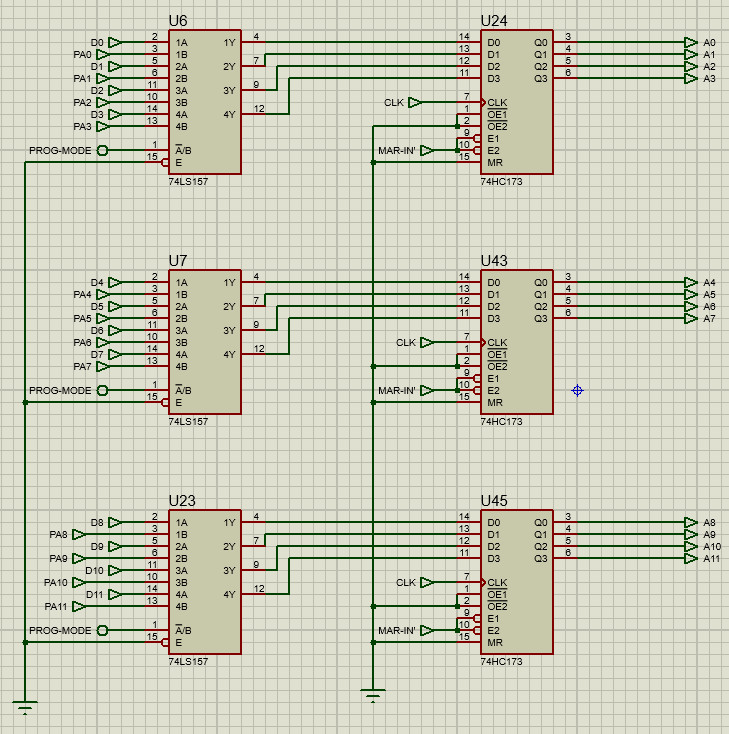 U6
D0 2 1A 1Y 4
PA0 3 1B
D1 5 2A 2Y 7
PA1 6 2B
D2 11 3A 3Y 9
PA2 10 3B
D3 14 4A 4Y 12
PA3 13 4B
PROG-MODE 1 A/B
15 E
74LS157
U24
14 D0 Q0 3 A0
13 D1 Q1 4 A1
12 D2 Q2 5 A2
11 D3 Q3 6 A3
CLK 7 CLK
1 OE1
2 OE2
9 E1
MAR-IN' 10 E2
15 MR
74HC173
U7
D4 2 1A 1Y 4
PA4 3 1B
D5 5 2A 2Y 7
PA5 6 2B
D6 11 3A 3Y 9
PA6 10 3B
D7 14 4A 4Y 12
PA7 13 4B
PROG-MODE 1 A/B
15 E
74LS157
U43
14 D0 Q0 3 A4
13 D1 Q1 4 A5
12 D2 Q2 5 A6
11 D3 Q3 6 A7
CLK 7 CLK
1 OE1
2 OE2
9 E1
MAR-IN' 10 E2
15 MR
74HC173
U23
D8 2 1A 1Y 4
PA8 3 1B
D9 5 2A 2Y 7
PA9 6 2B
D10 11 3A 3Y 9
PA10 10 3B
D11 14 4A 4Y 12
PA11 13 4B
PROG-MODE 1 A/B
15 E
74LS157
U45
14 D0 Q0 3 A8
13 D1 Q1 4 A9
12 D2 Q2 5 A10
11 D3 Q3 6 A11
CLK 7 CLK
1 OE1
2 OE2
9 E1
MAR-IN' 10 E2
15 MR
74HC173